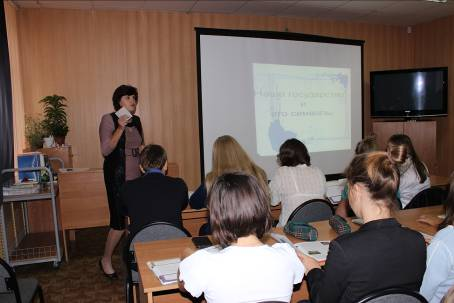 Наше государство
и
его символы